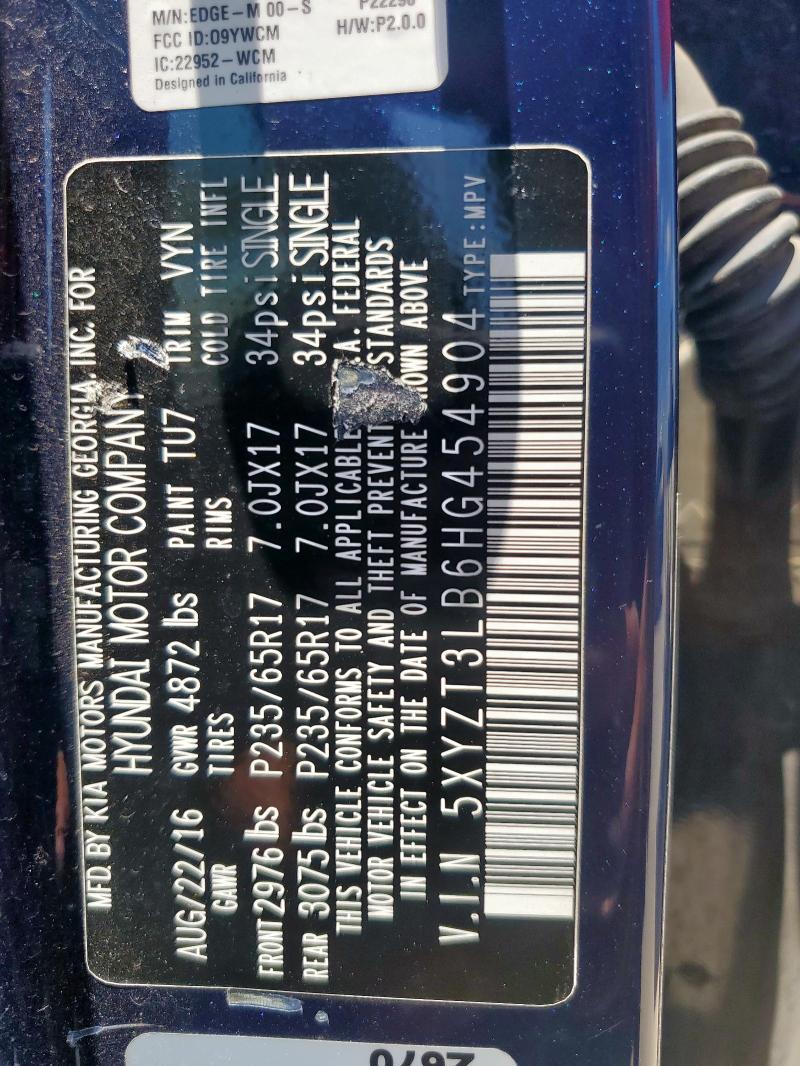 M/N:EDGE-M 00-S
FCC ID:O9YWCM
IC:22952-WCM
Designed in California
H/W:P2.0.0
MFD. BY KIA MOTORS MANUFACTURING GEORGIA, INC. FOR
HYUNDAI MOTOR COMPANY
AUG/22/16 GVWR 4872 lbs PAINT TU7 TRIM VYN
GAWR TIRES RIMS COLD TIRE INFL
FRONT 2976 lbs P235/65R17 7.0JX17 34psi SINGLE
REAR 3075 lbs P235/65R17 7.0JX17 34psi SINGLE
THIS VEHICLE CONFORMS TO ALL APPLICABLE .A. FEDERAL
MOTOR VEHICLE SAFETY AND THEFT PREVENT STANDARDS
IN EFFECT ON THE DATE OF MANUFACTURE OWN ABOVE
V.I.N 5XYZT3LB6HG454904 TYPE:MPV